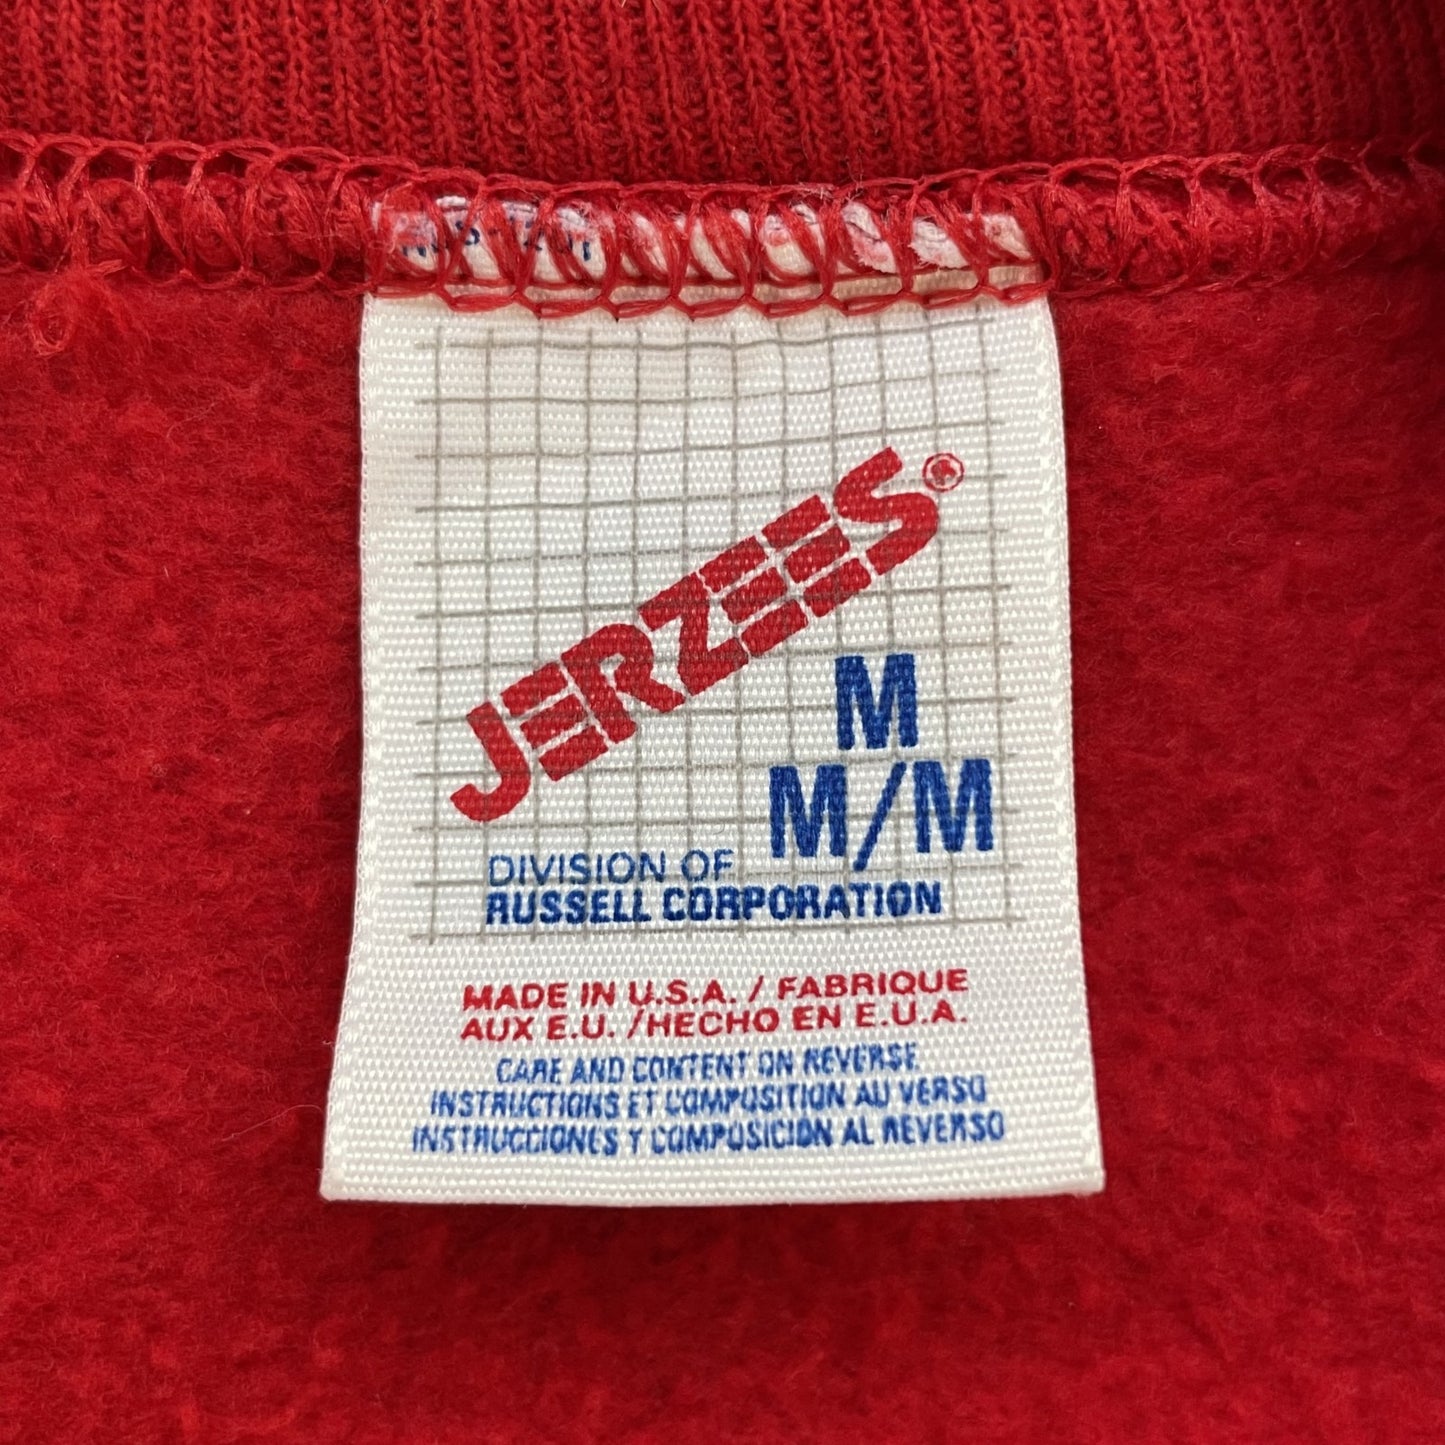 JERZEES®
M
M/M
DIVISION OF
RUSSELL CORPORATION
MADE IN U.S.A. / FABRIQUE
AUX E.U. /HECHO EN E.U.A.
CARE AND CONTENT ON REVERSE
INSTRUCTIONS ET COMPOSITION AU VERSO
INSTRUCCIONES Y COMPOSICION AL REVERSO